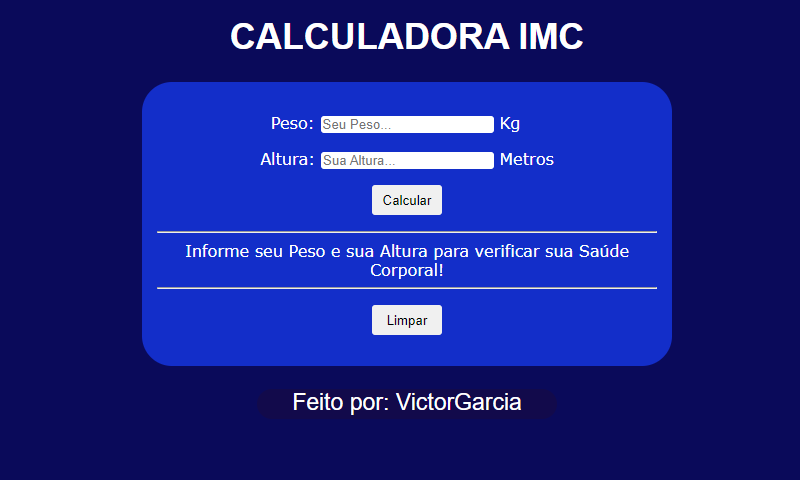 CALCULADORA IMC
Peso: Seu Peso... Kg
Altura: Sua Altura... Metros
Calcular
Informe seu Peso e sua Altura para verificar sua Saúde
Corporal!
Limpar
Feito por: VictorGarcia